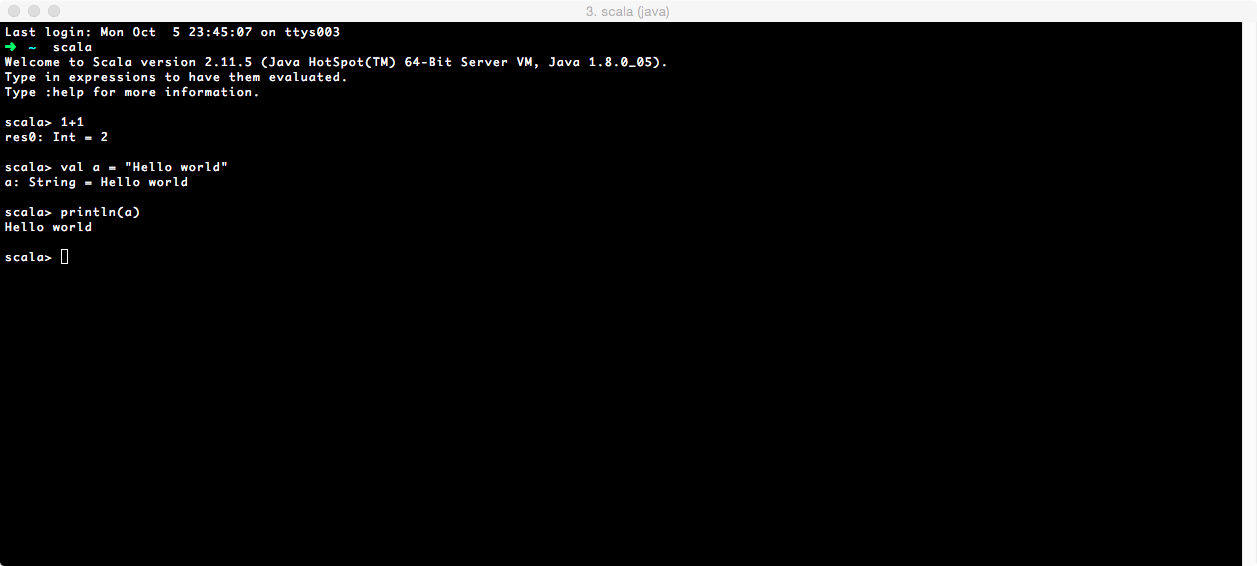 3. scala (java)
Last login: Mon Oct  5 23:45:07 on ttys003
➜  ~  scala
Welcome to Scala version 2.11.5 (Java HotSpot(TM) 64-Bit Server VM, Java 1.8.0_05).
Type in expressions to have them evaluated.
Type :help for more information.
scala> 1+1
res0: Int = 2
scala> val a = "Hello world"
a: String = Hello world
scala> println(a)
Hello world
scala>